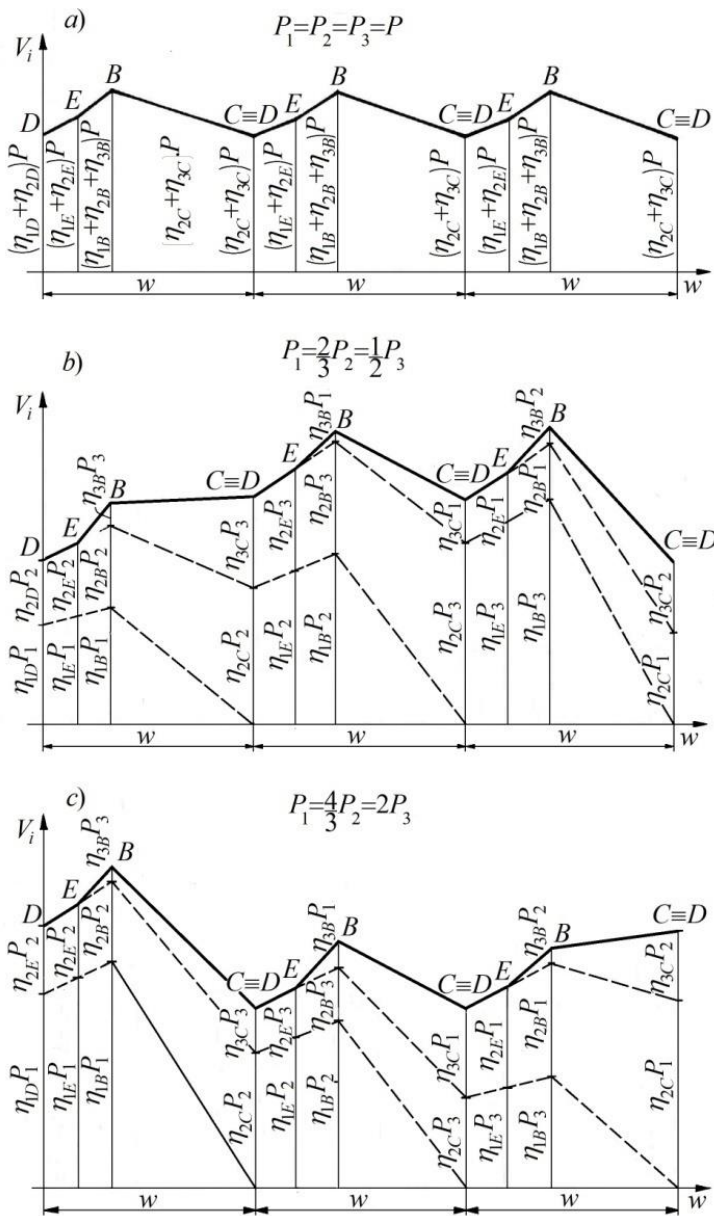 a)
P₁=P₂=P₃=P
Vᵢ
D
E
B
C≡D
E
B
C≡D
E
B
C≡D
(η₁D+η₂D)P
(η₁E+η₂E)P
(η₁B+η₂B+η₃B)P
[η₂C+η₃C].P
(η₂C+η₃C)P
(η₁E+η₂E)P
(η₁B+η₂B+η₃B)P
(η₂C+η₃C)P
(η₁E+η₂E)P
(η₁B+η₂B+η₃B)P
(η₂C+η₃C)P
w
w
w
w
b)
P₁=2/3P₂=1/2P₃
Vᵢ
D
E
B
C≡D
E
B
C≡D
E
B
C≡D
η₁DP₁
η₂DP₂
η₁EP₁
η₂EP₂
η₁BP₁
η₂BP₂
η₃BP₃
η₂CP₂
η₃CP₃
η₁EP₂
η₂EP₃
η₁BP₂
η₂BP₃
η₃BP₁
η₂CP₃
η₃CP₁
η₁EP₃
η₂EP₁
η₁BP₃
η₂BP₁
η₃BP₂
η₂CP₁
η₃CP₂
w
w
w
w
c)
P₁=4/3P₂=2P₃
Vᵢ
D
E
B
C≡D
E
B
C≡D
E
B
C≡D
η₁DP₁
η₂EP₂
η₁EP₁
η₂EP₂
η₁BP₁
η₂BP₂
η₃BP₃
η₂CP₂
η₃CP₃
η₁EP₂
η₂EP₃
η₁BP₂
η₂BP₃
η₃BP₁
η₂CP₃
η₃CP₁
η₁EP₃
η₂EP₁
η₁BP₃
η₂BP₁
η₃BP₂
η₂CP₁
η₃CP₂
w
w
w
w